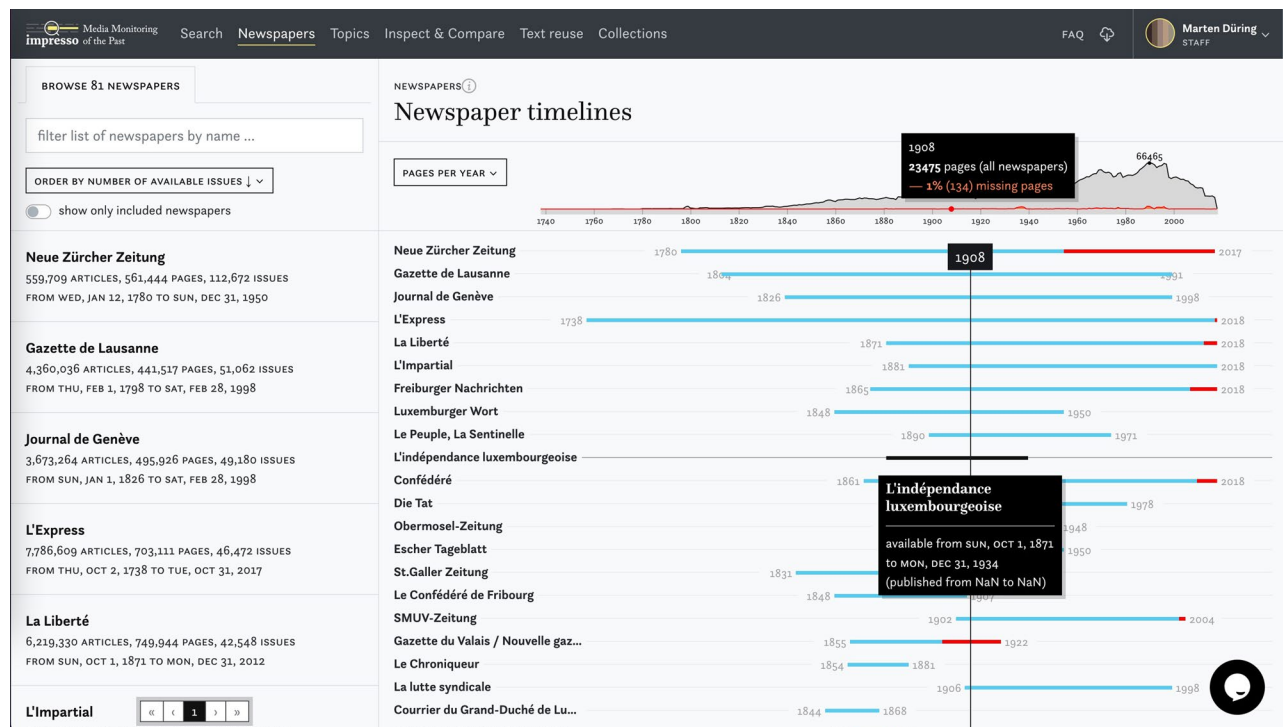 Media Monitoring
impresso of the Past
Search Newspapers Topics Inspect & Compare Text reuse Collections
FAQ
Marten Düring
STAFF
BROWSE 81 NEWSPAPERS
filter list of newspapers by name ...
ORDER BY NUMBER OF AVAILABLE ISSUES ↓
show only included newspapers
Neue Zürcher Zeitung
559,709 ARTICLES, 561,444 PAGES, 112,672 ISSUES
FROM WED, JAN 12, 1780 TO SUN, DEC 31, 1950
Gazette de Lausanne
4,360,036 ARTICLES, 441,517 PAGES, 51,062 ISSUES
FROM THU, FEB 1, 1798 TO SAT, FEB 28, 1998
Journal de Genève
3,673,264 ARTICLES, 495,926 PAGES, 49,180 ISSUES
FROM SUN, JAN 1, 1826 TO SAT, FEB 28, 1998
L'Express
7,786,609 ARTICLES, 703,111 PAGES, 46,472 ISSUES
FROM THU, OCT 2, 1738 TO TUE, OCT 31, 2017
La Liberté
6,219,330 ARTICLES, 749,944 PAGES, 42,548 ISSUES
FROM SUN, OCT 1, 1871 TO MON, DEC 31, 2012
L'Impartial
« ‹ 1 › »
NEWSPAPERS i
Newspaper timelines
PAGES PER YEAR
1908
23475 pages (all newspapers)
— 1% (134) missing pages
66465
1740 1760 1780 1800 1820 1840 1860 1880 1900 1920 1940 1960 1980 2000
1908
Neue Zürcher Zeitung 1780 2017
Gazette de Lausanne 1804 1991
Journal de Genève 1826 1998
L'Express 1738 2018
La Liberté 1871 2018
L'Impartial 1881 2018
Freiburger Nachrichten 1865 2018
Luxemburger Wort 1848 1950
Le Peuple, La Sentinelle 1890 1971
L'indépendance luxembourgeoise
Confédéré 1861 2018
Die Tat 1978
Obermosel-Zeitung 1948
Escher Tageblatt 1950
St.Galler Zeitung 1831
Le Confédéré de Fribourg 1848 1907
SMUV-Zeitung 1902 2004
Gazette du Valais / Nouvelle gaz... 1855 1922
Le Chroniqueur 1854 1881
La lutte syndicale 1906 1998
Courrier du Grand-Duché de Lu... 1844 1868
L'indépendance
luxembourgeoise
available from SUN, OCT 1, 1871
to MON, DEC 31, 1934
(published from NaN to NaN)